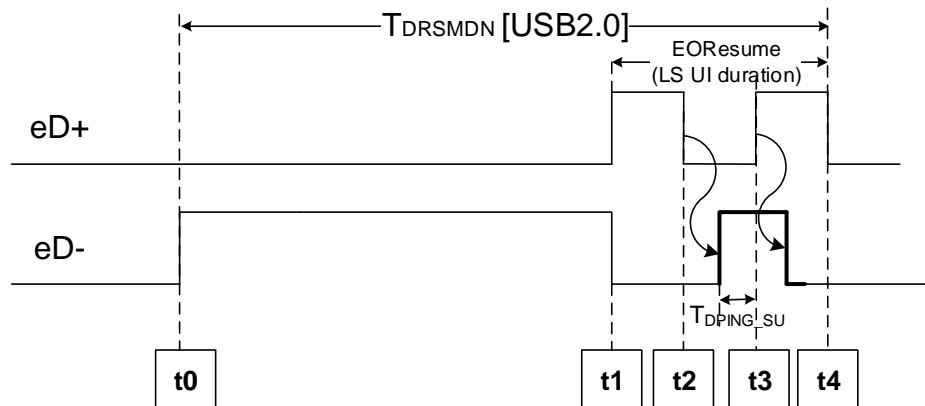 TDRSMDN [USB2.0]
EOResume
(LS UI duration)
eD+
eD-
TDPING_SU
t0
t1
t2
t3
t4